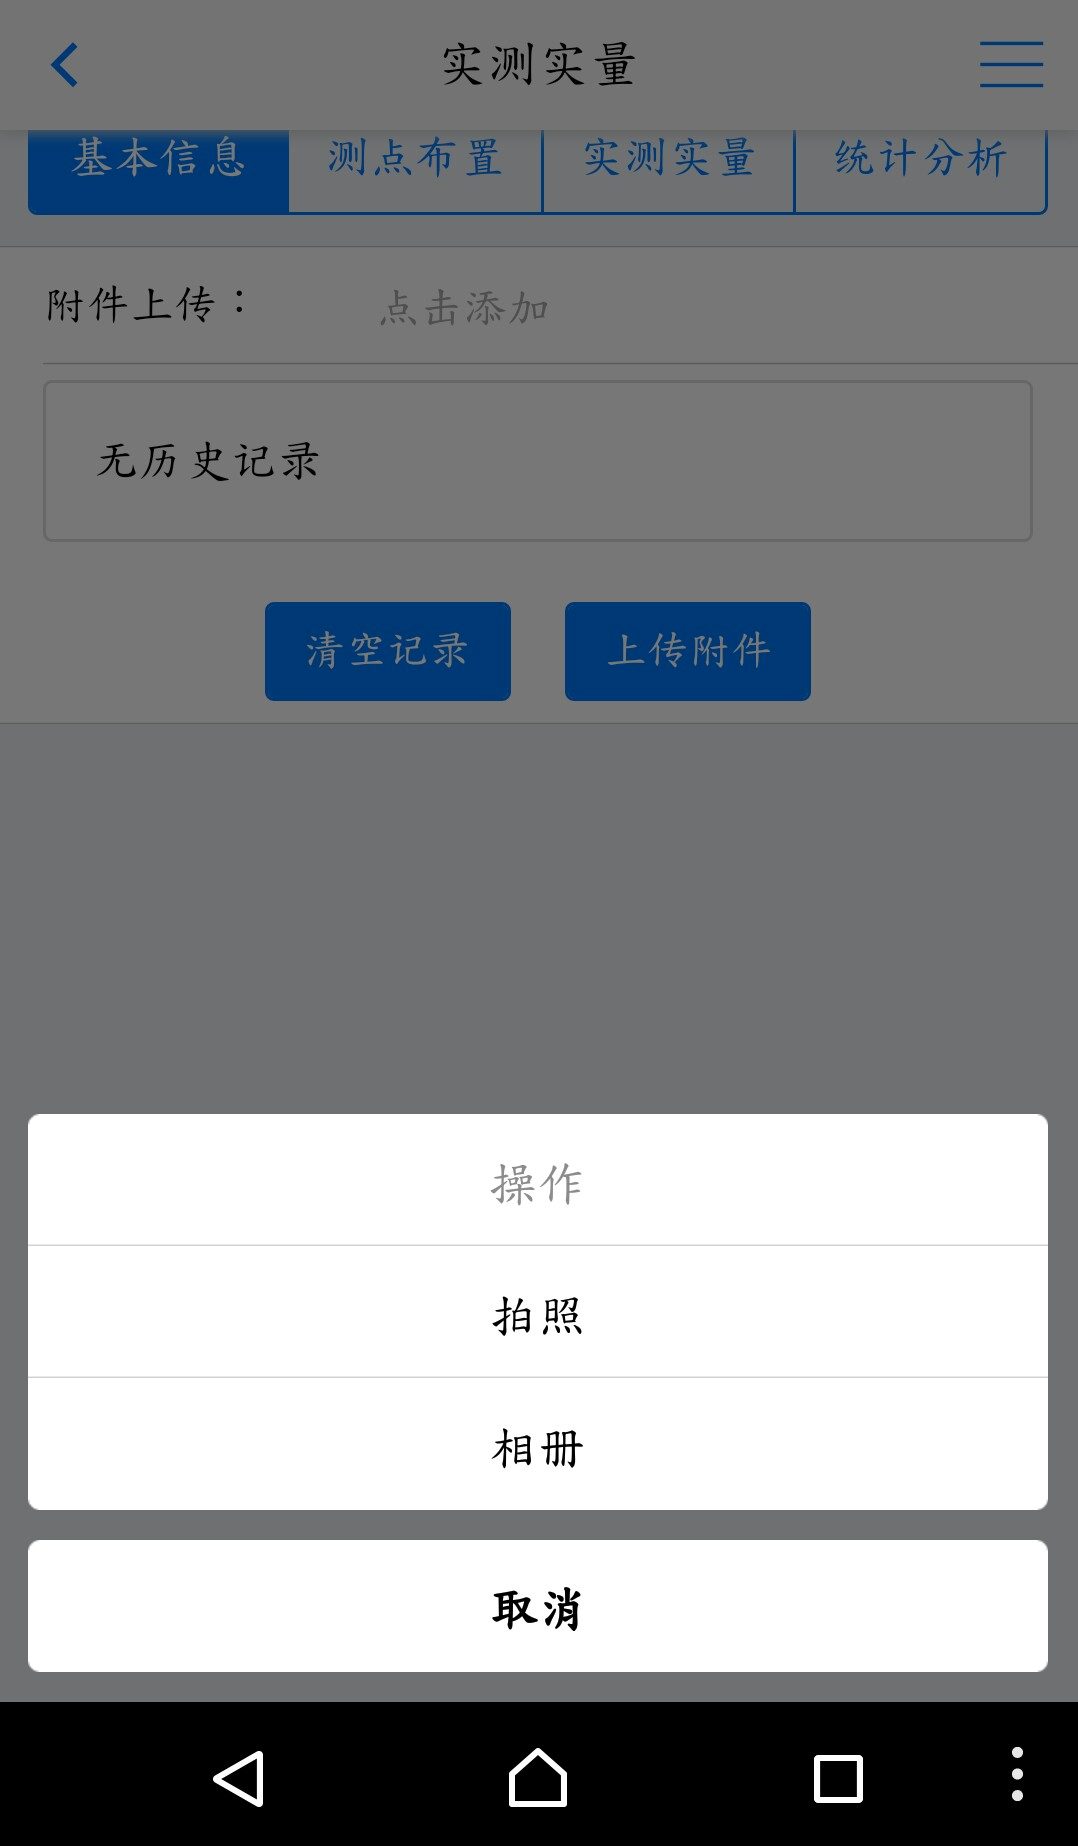 实测实量
基本信息 测点布置 实测实量 统计分析
附件上传： 点击添加
无历史记录
清空记录 上传附件
操作
拍照
相册
取消